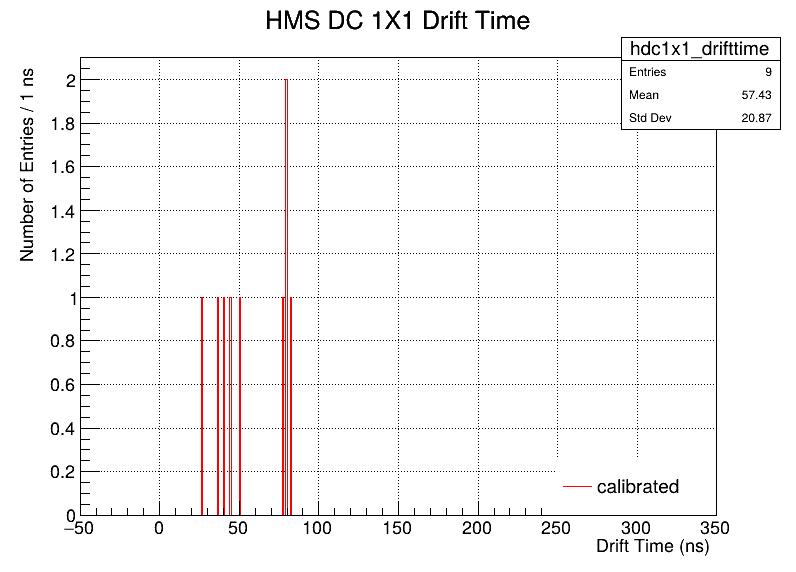 HMS DC 1X1 Drift Time
hdc1x1_drifttime
Entries 9
Mean 57.43
Std Dev 20.87
Number of Entries / 1 ns
2
1.8
1.6
1.4
1.2
1
0.8
0.6
0.4
0.2
0
calibrated
−50 0 50 100 150 200 250 300 350
Drift Time (ns)